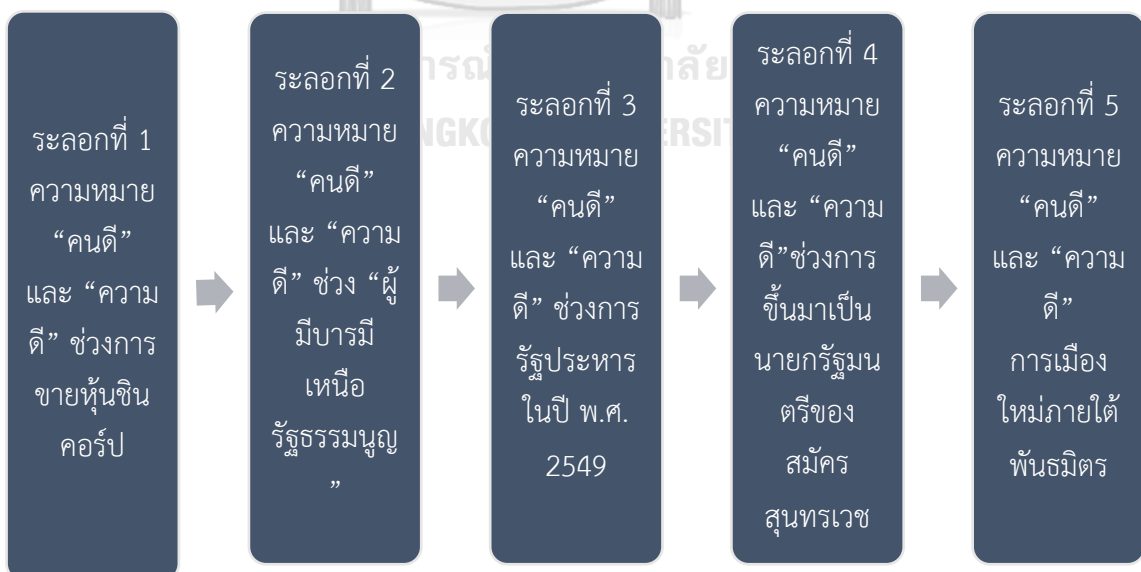 ระลอกที่ 1
ความหมาย
“คนดี”
และ “ความ
ดี” ช่วงการ
ขายหุ้นชิน
คอร์ป
ระลอกที่ 2
ความหมาย
“คนดี”
และ “ความ
ดี” ช่วง “ผู้
มีบารมี
เหนือ
รัฐธรรมนูญ
”
ระลอกที่ 3
ความหมาย
“คนดี”
และ “ความ
ดี” ช่วงการ
รัฐประหาร
ในปี พ.ศ.
2549
ระลอกที่ 4
ความหมาย
“คนดี”
และ “ความ
ดี”ช่วงการ
ขึ้นมาเป็น
นายกรัฐมน
ตรีของ
สมัคร
สุนทรเวช
ระลอกที่ 5
ความหมาย
“คนดี”
และ “ความ
ดี”
การเมือง
ใหม่ภายใต้
พันธมิตร